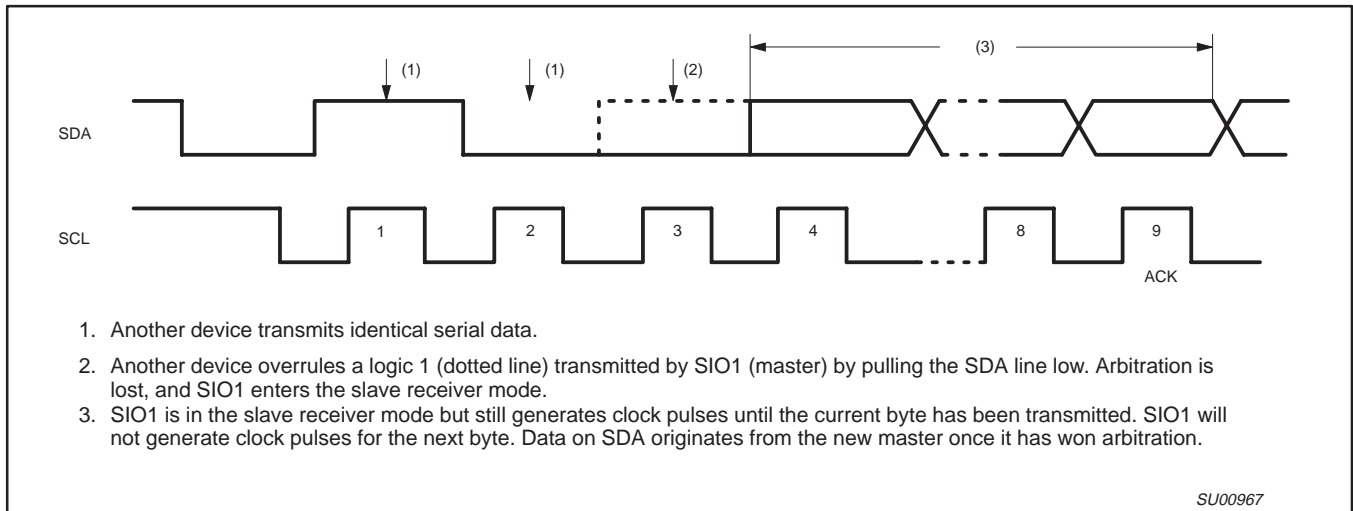 (3)
(1) (1) (2)
SDA
SCL
1 2 3 4 8 9
ACK
1. Another device transmits identical serial data.
2. Another device overrules a logic 1 (dotted line) transmitted by SIO1 (master) by pulling the SDA line low. Arbitration is
lost, and SIO1 enters the slave receiver mode.
3. SIO1 is in the slave receiver mode but still generates clock pulses until the current byte has been transmitted. SIO1 will
not generate clock pulses for the next byte. Data on SDA originates from the new master once it has won arbitration.
SU00967